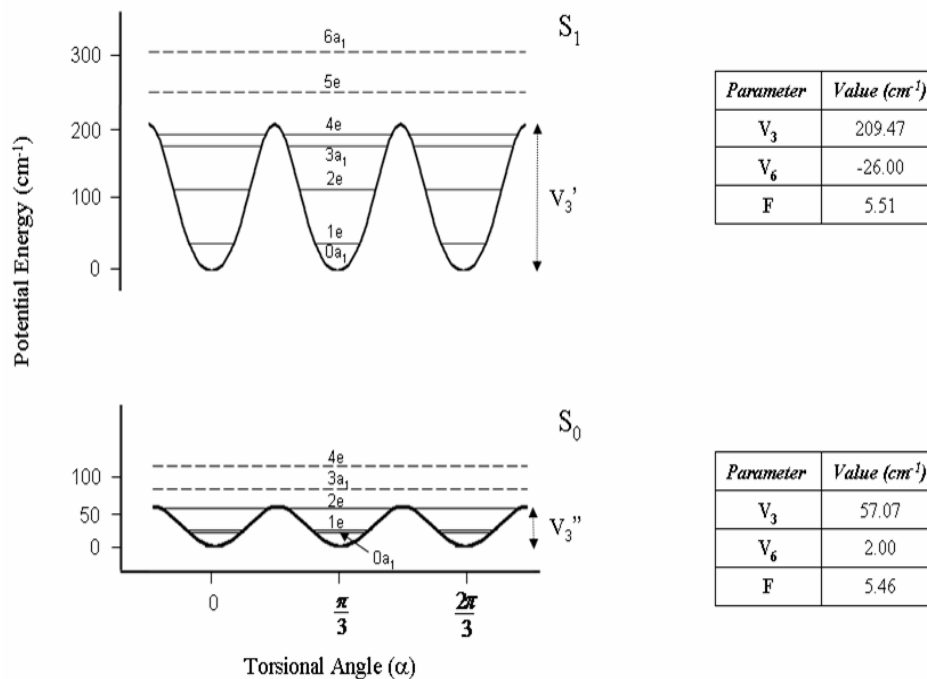 S₁
300
200
100
0
6a₁
5e
4e
3a₁
2e
1e
0a₁
V₃'
Parameter Value (cm⁻¹)
V₃ 209.47
V₆ -26.00
F 5.51
Potential Energy (cm⁻¹)
S₀
100
50
0
4e
3a₁
2e
1e
0a₁
V₃"
Parameter Value (cm⁻¹)
V₃ 57.07
V₆ 2.00
F 5.46
0 π/3 2π/3
Torsional Angle (α)